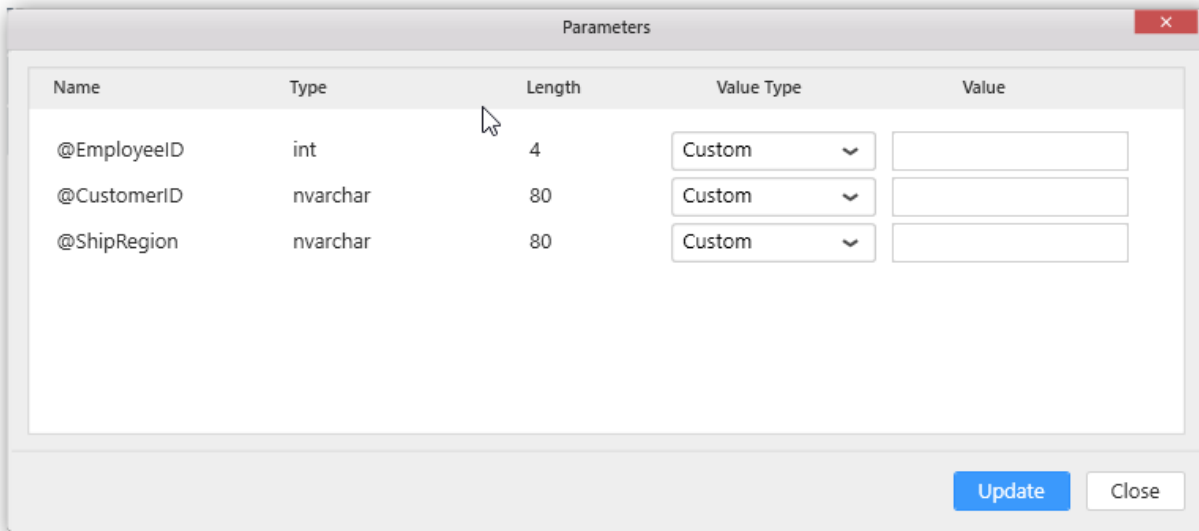 Parameters
Name Type Length Value Type Value
@EmployeeID int 4 Custom
@CustomerID nvarchar 80 Custom
@ShipRegion nvarchar 80 Custom
Update Close